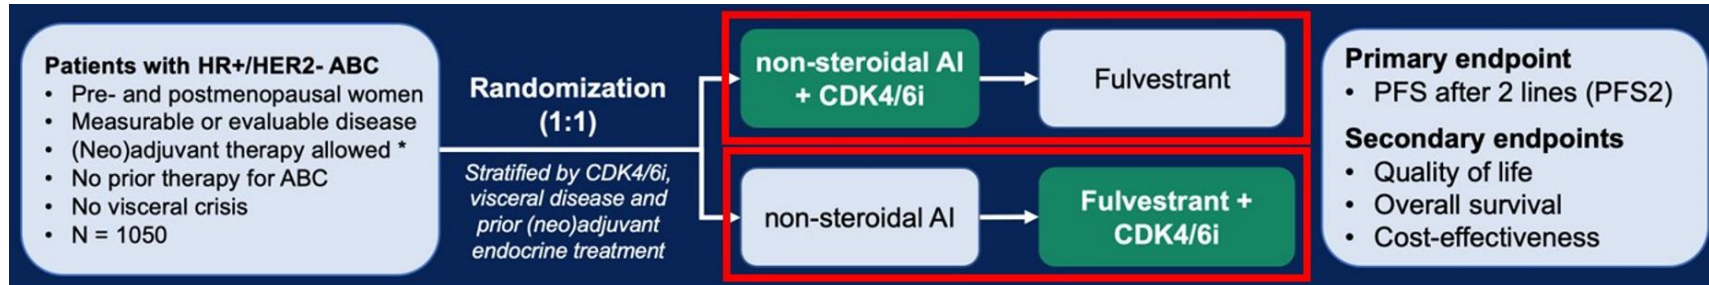 Patients with HR+/HER2- ABC
• Pre- and postmenopausal women
• Measurable or evaluable disease
• (Neo)adjuvant therapy allowed *
• No prior therapy for ABC
• No visceral crisis
• N = 1050
Randomization
(1:1)
Stratified by CDK4/6i,
visceral disease and
prior (neo)adjuvant
endocrine treatment
non-steroidal AI
+ CDK4/6i
Fulvestrant
non-steroidal AI
Fulvestrant +
CDK4/6i
Primary endpoint
• PFS after 2 lines (PFS2)
Secondary endpoints
• Quality of life
• Overall survival
• Cost-effectiveness